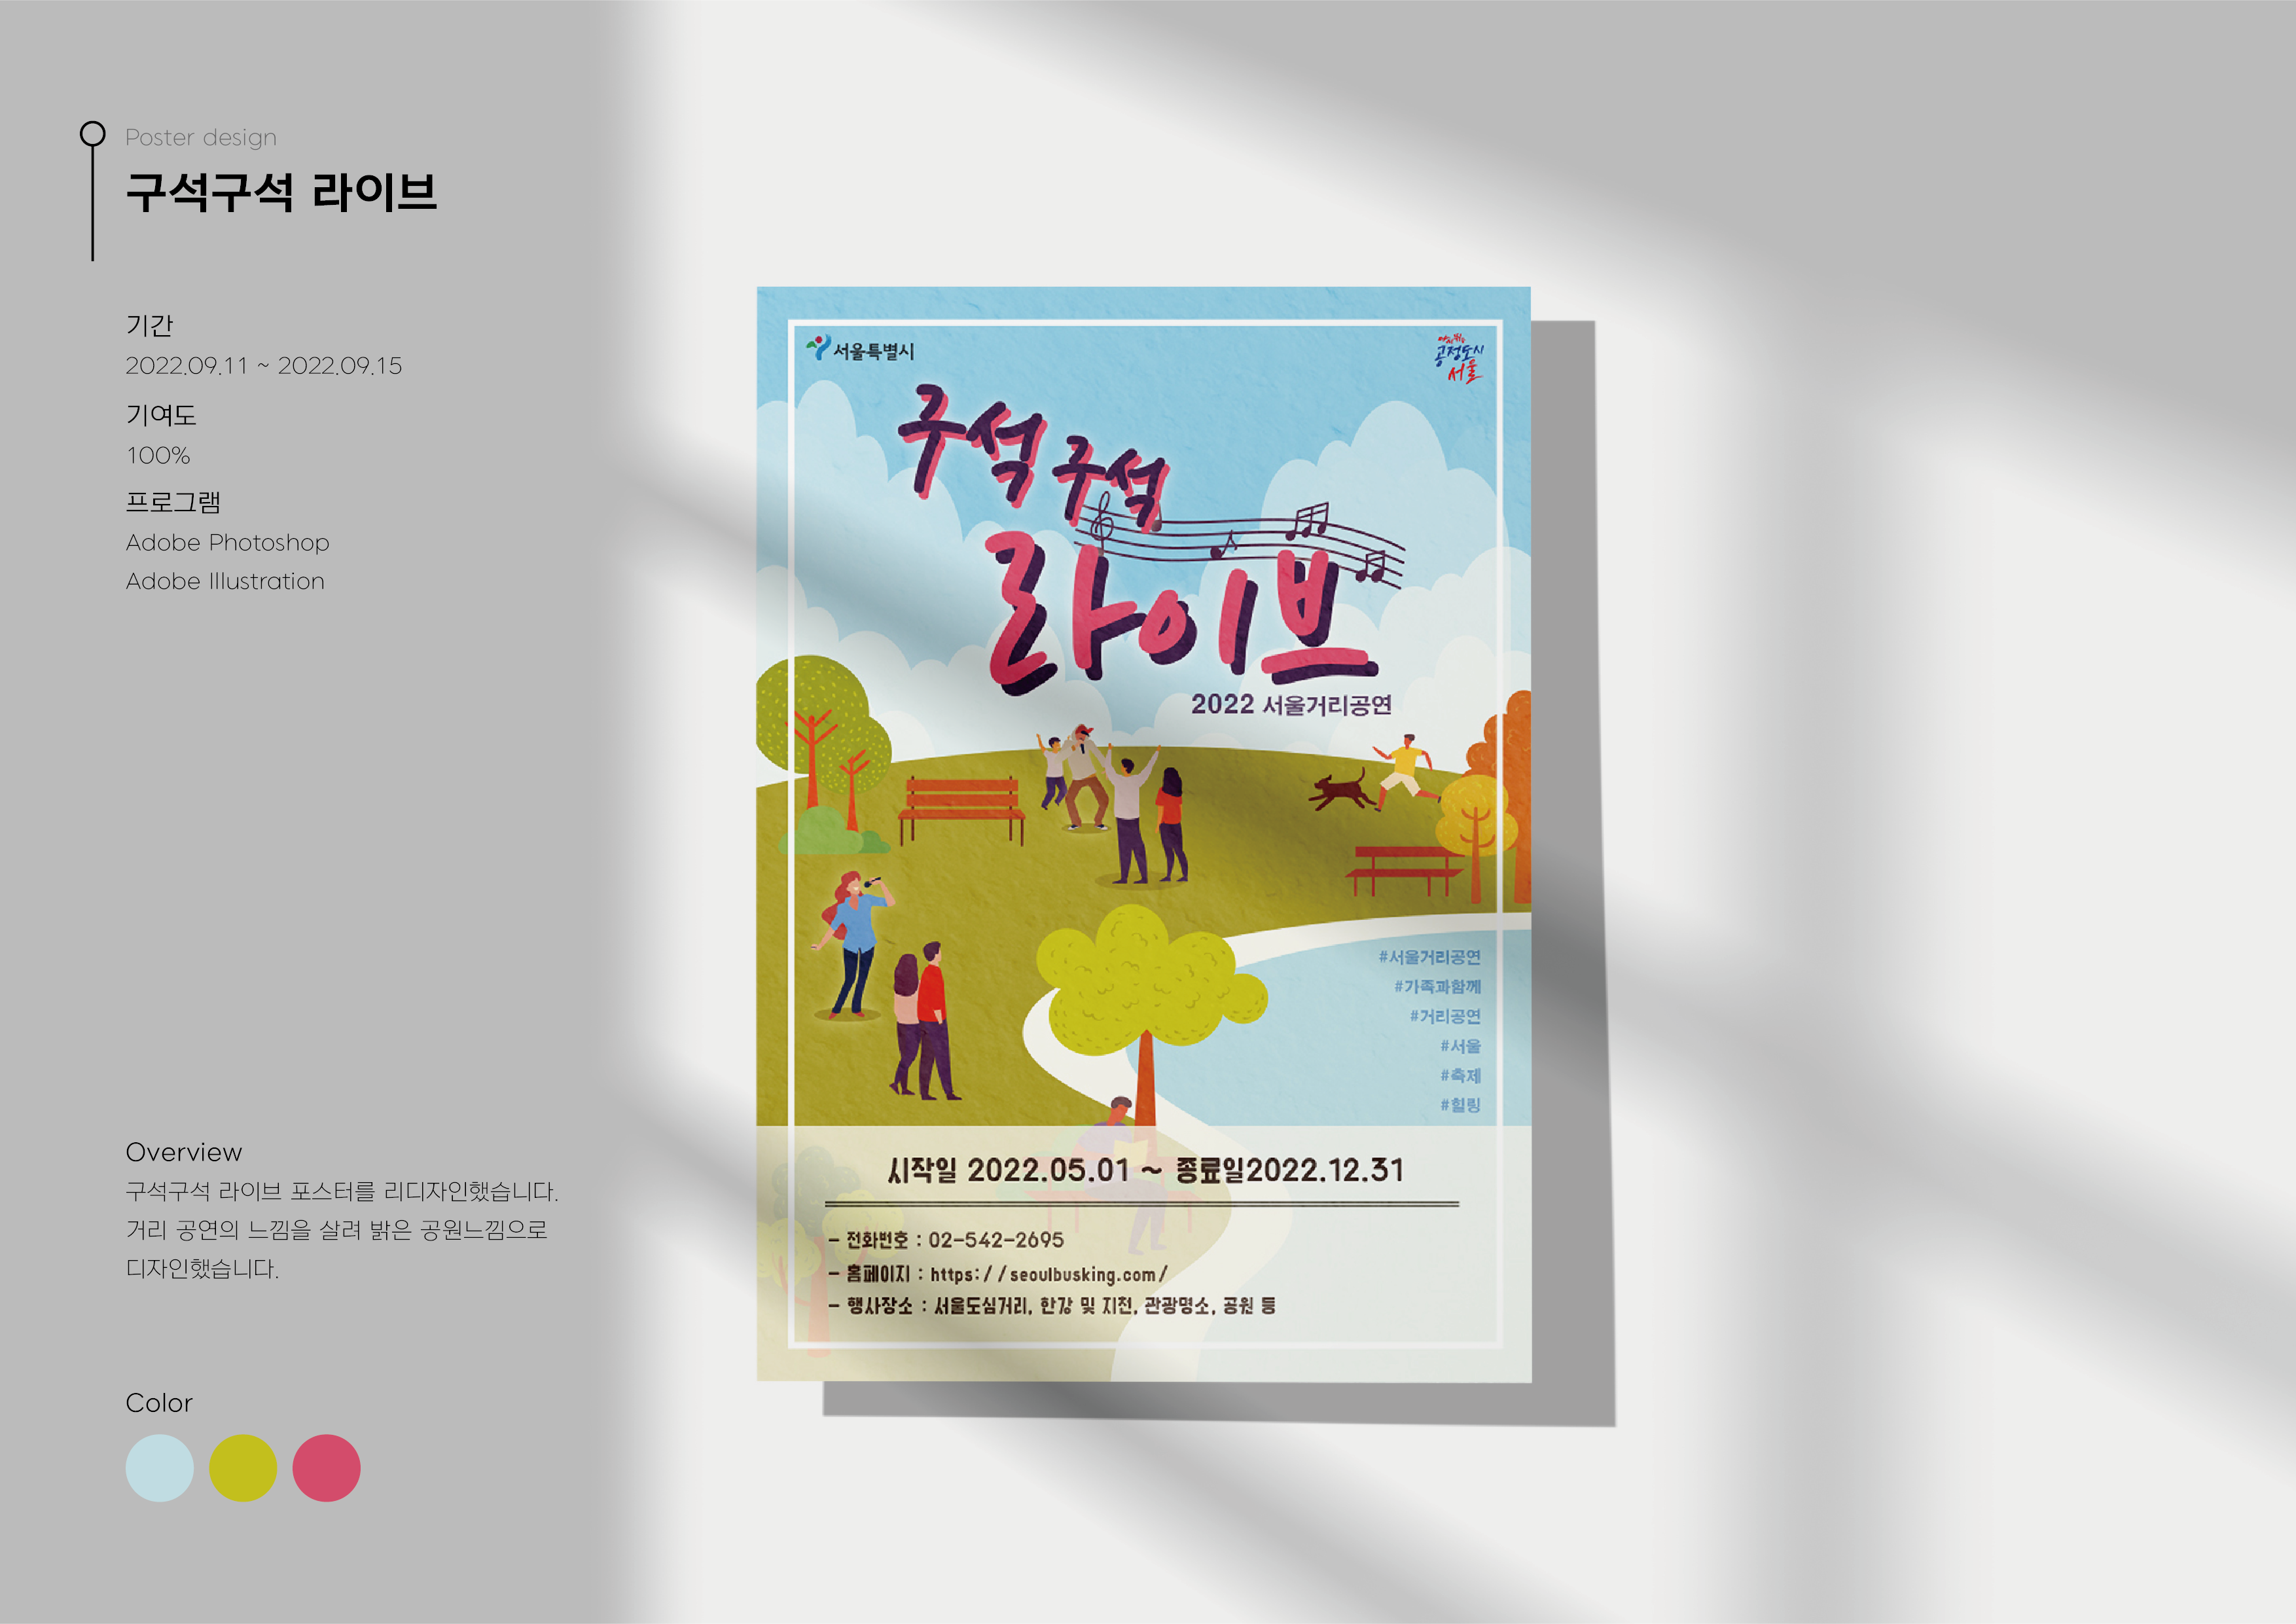 Poster design
구석구석 라이브
기간
2022.09.11 ~ 2022.09.15
기여도
100%
프로그램
Adobe Photoshop
Adobe Illustration
Overview
구석구석 라이브 포스터를 리디자인했습니다.
거리 공연의 느낌을 살려 밝은 공원느낌으로
디자인했습니다.
Color
서울특별시
공정도시
서울
구석구석
라이브
2022 서울거리공연
#서울거리공연
#가족과함께
#거리공연
#서울
#축제
#힐링
시작일 2022.05.01 ~ 종료일2022.12.31
- 전화번호 : 02-542-2695
- 홈페이지 : https://seoulbusking.com/
- 행사장소 : 서울도심거리, 한강 및 지천, 관광명소, 공원 등